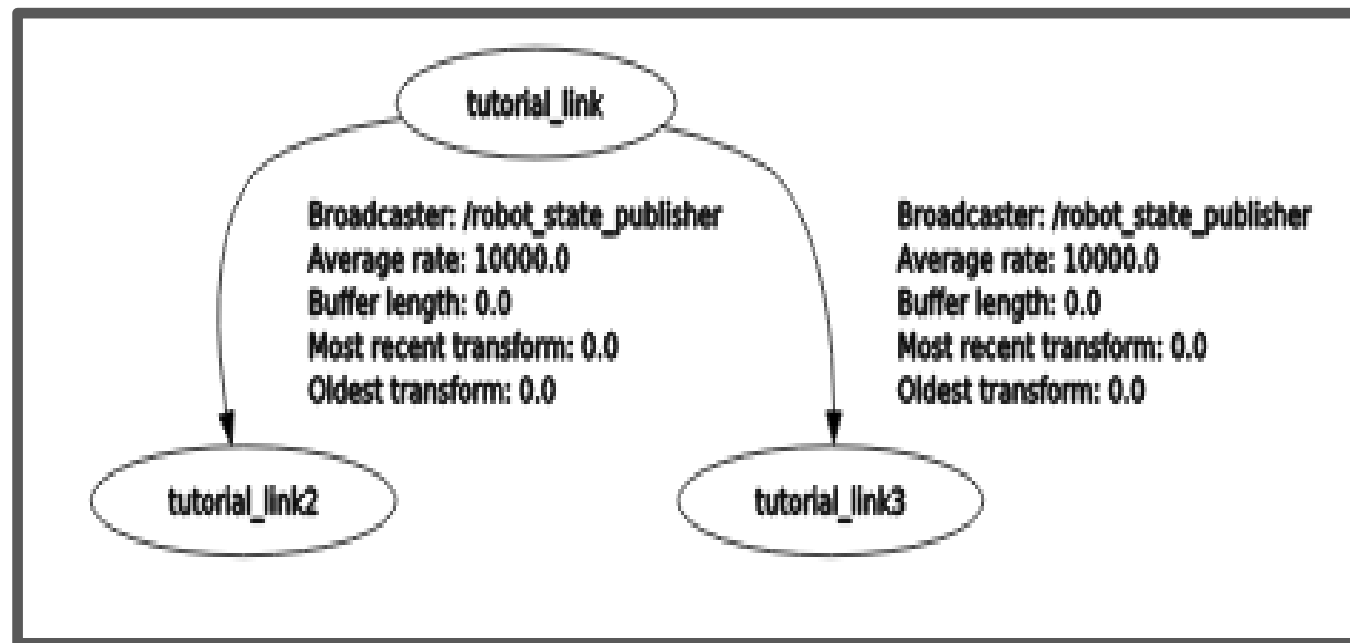 tutorial_link
Broadcaster: /robot_state_publisher
Average rate: 10000.0
Buffer length: 0.0
Most recent transform: 0.0
Oldest transform: 0.0
Broadcaster: /robot_state_publisher
Average rate: 10000.0
Buffer length: 0.0
Most recent transform: 0.0
Oldest transform: 0.0
tutorial_link2
tutorial_link3